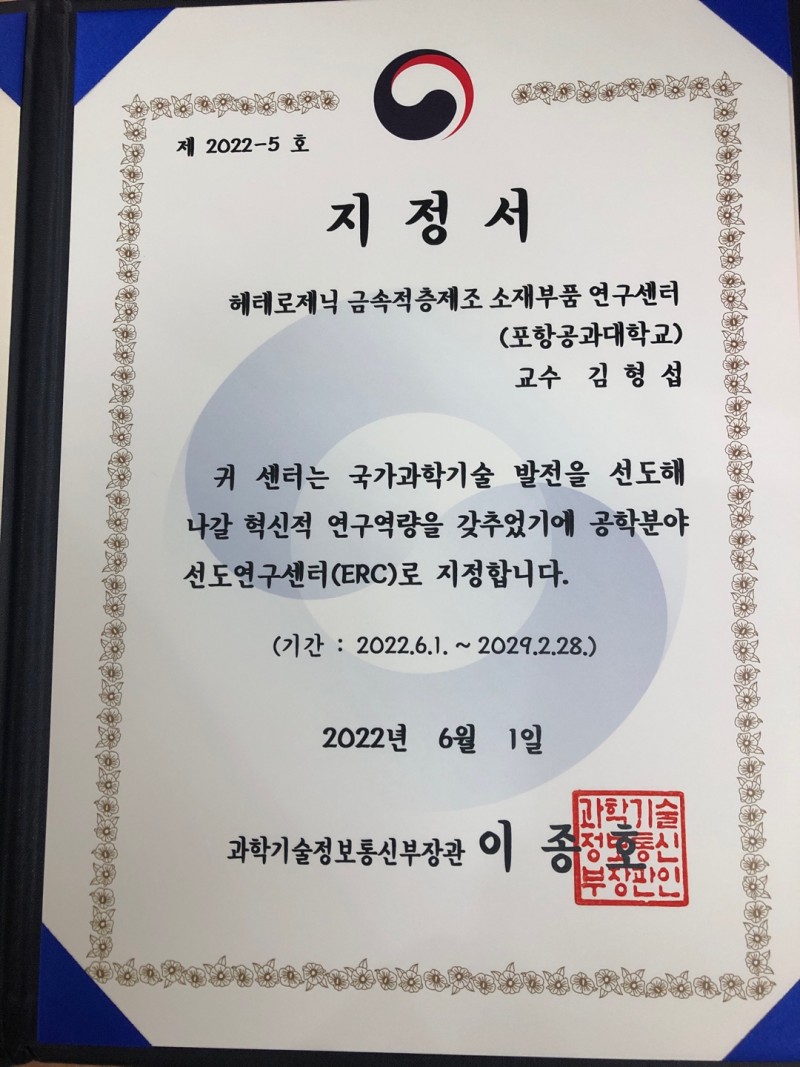 제 2022-5 호
지 정 서
헤테로제닉 금속적층제조 소재부품 연구센터
(포항공과대학교)
교수 김 형 섭
귀 센터는 국가과학기술 발전을 선도해
나갈 혁신적 연구역량을 갖추었기에 공학분야
선도연구센터(ERC)로 지정합니다.
(기간 : 2022.6.1. ~ 2029.2.28.)
2022년 6월 1일
과학기술정보통신부장관 이 종 호
과학기술
정보통신
부장관인